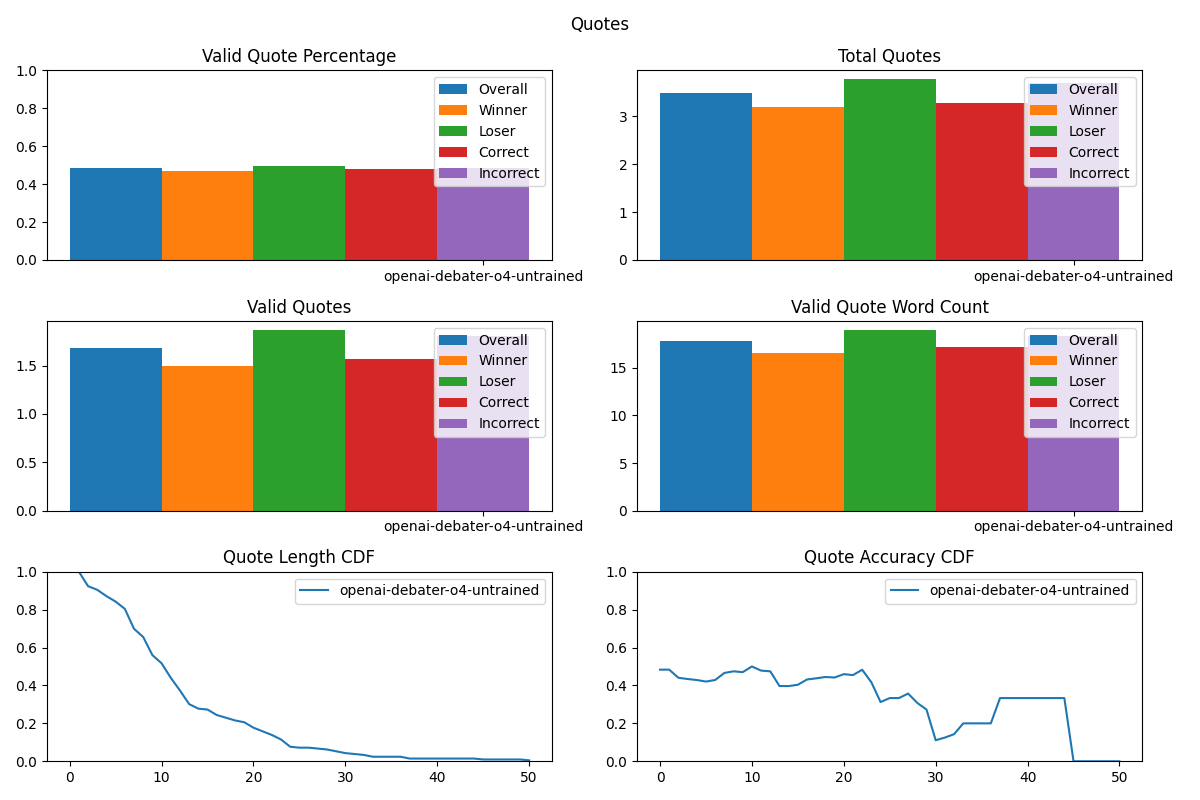 Quotes
Valid Quote Percentage
1.0
0.8
0.6
0.4
0.2
0.0
Overall
Winner
Loser
Correct
Incorrect
openai-debater-o4-untrained
Total Quotes
3
2
1
0
Overall
Winner
Loser
Correct
Incorrect
openai-debater-o4-untrained
Valid Quotes
1.5
1.0
0.5
0.0
Overall
Winner
Loser
Correct
Incorrect
openai-debater-o4-untrained
Valid Quote Word Count
15
10
5
0
Overall
Winner
Loser
Correct
Incorrect
openai-debater-o4-untrained
Quote Length CDF
1.0
0.8
0.6
0.4
0.2
0.0
openai-debater-o4-untrained
0 10 20 30 40 50
Quote Accuracy CDF
1.0
0.8
0.6
0.4
0.2
0.0
openai-debater-o4-untrained
0 10 20 30 40 50